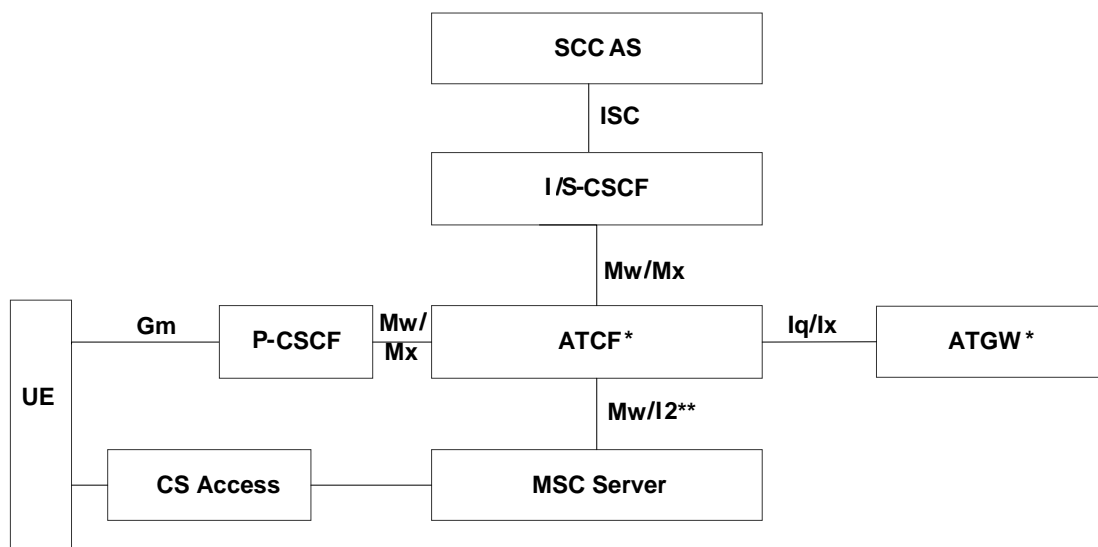 SCC AS
ISC
I/S-CSCF
Mw/Mx
Gm
P-CSCF
Mw/
Mx
ATCF*
Iq/Ix
ATGW*
UE
Mw/I2**
CS Access
MSC Server